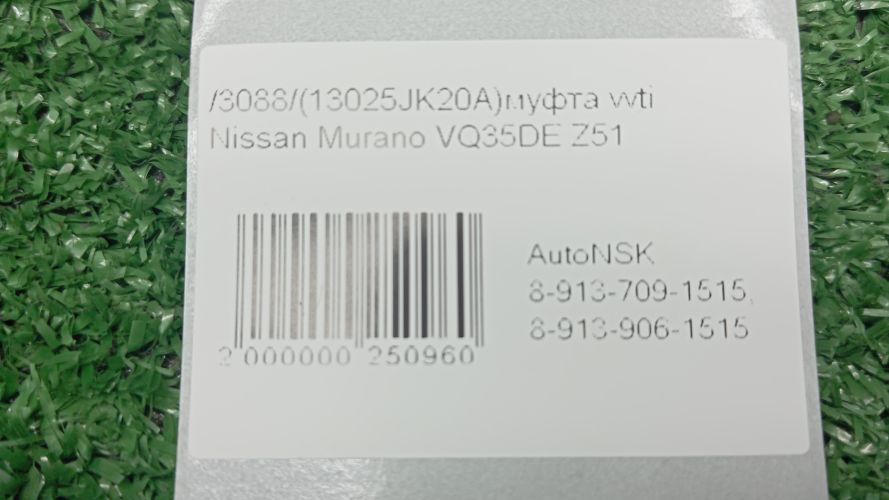 /3088/(13025JK20A)муфта vvti
Nissan Murano VQ35DE Z51
AutoNSK
8-913-709-1515,
8-913-906-1515
2 000000 250960